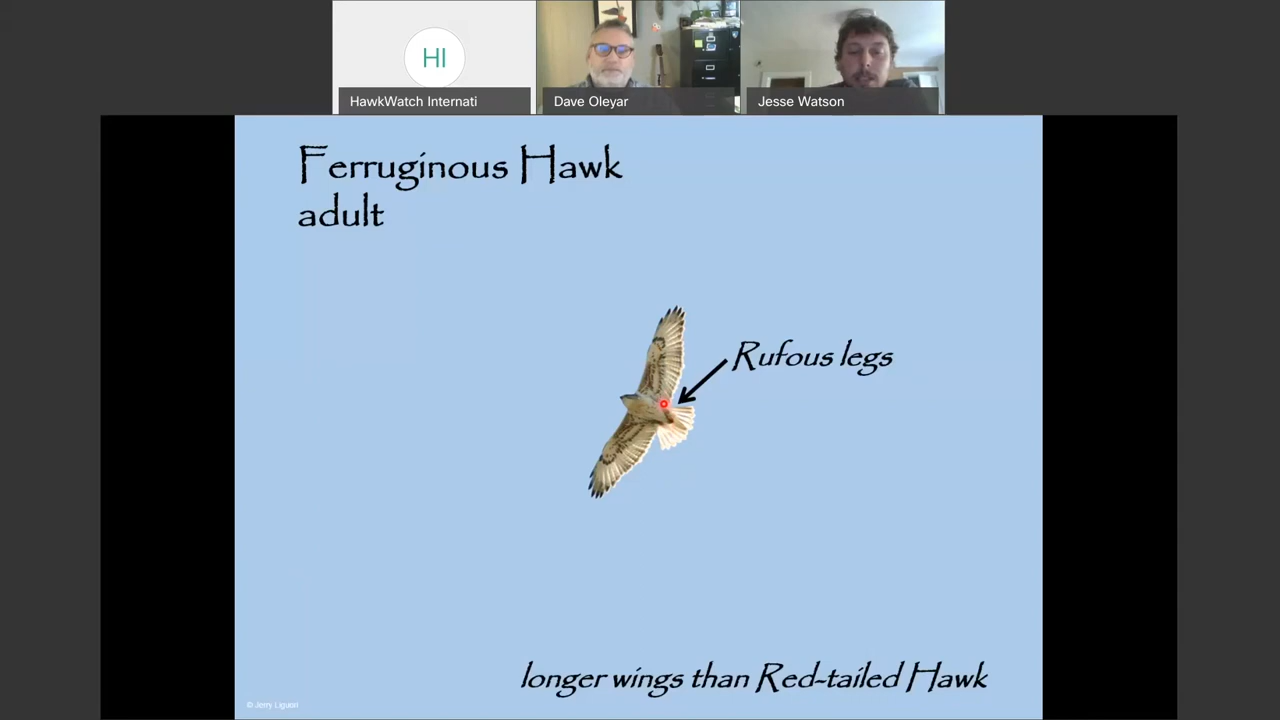 HI
HawkWatch Internati
Dave Oleyar
Jesse Watson
Ferruginous Hawk
adult
Rufous legs
longer wings than Red-tailed Hawk
© Jerry Liguori